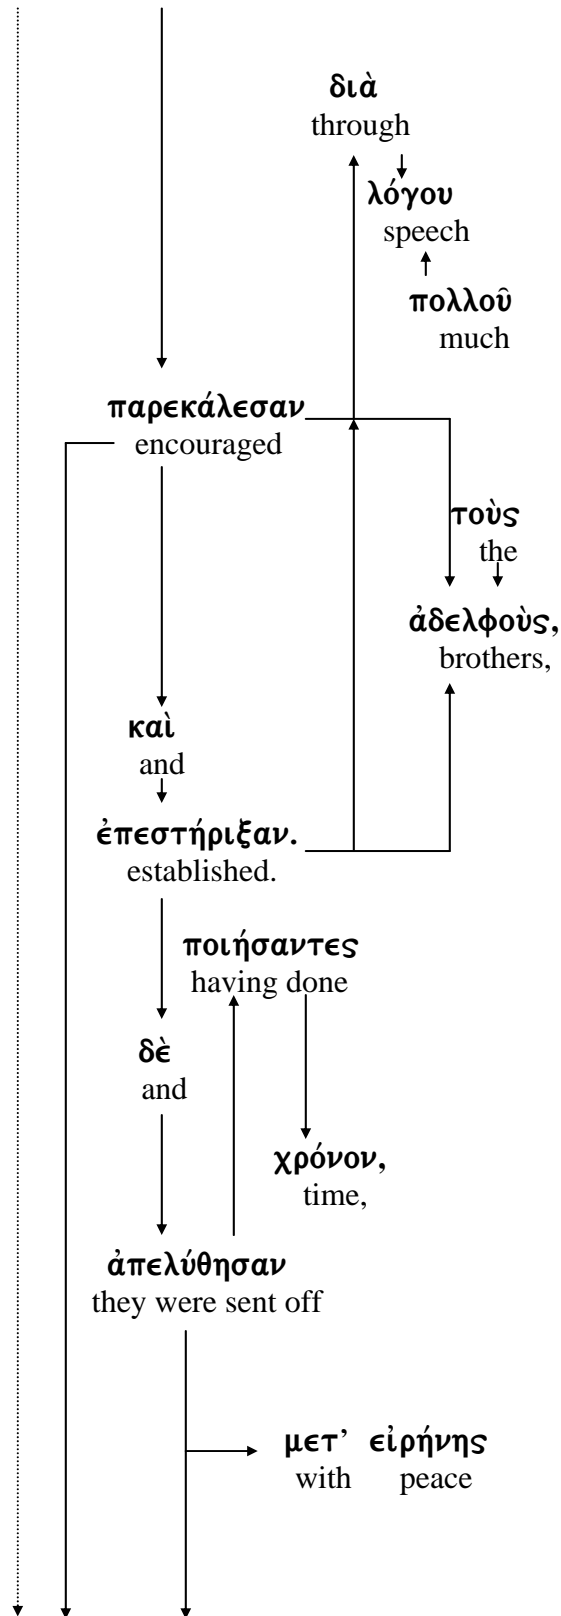 διὰ
through
λόγου
speech
πολλοῦ
much
παρεκάλεσαν
encouraged
τοὺς
the
ἀδελφοὺς,
brothers,
καὶ
and
ἐπεστήριξαν.
established.
ποιήσαντες
having done
δὲ
and
χρόνον,
time,
ἀπελύθησαν
they were sent off
μετ’ εἰρήνης
with peace